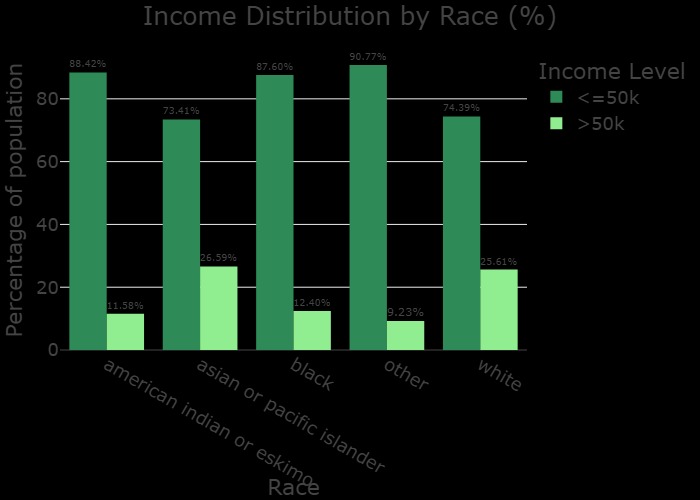 Income Distribution by Race (%)
Income Level
<=50k
>50k
Percentage of population
80
60
40
20
0
88.42%
11.58%
73.41%
26.59%
87.60%
12.40%
90.77%
9.23%
74.39%
25.61%
american indian or eskimo
asian or pacific islander
black
other
white
Race